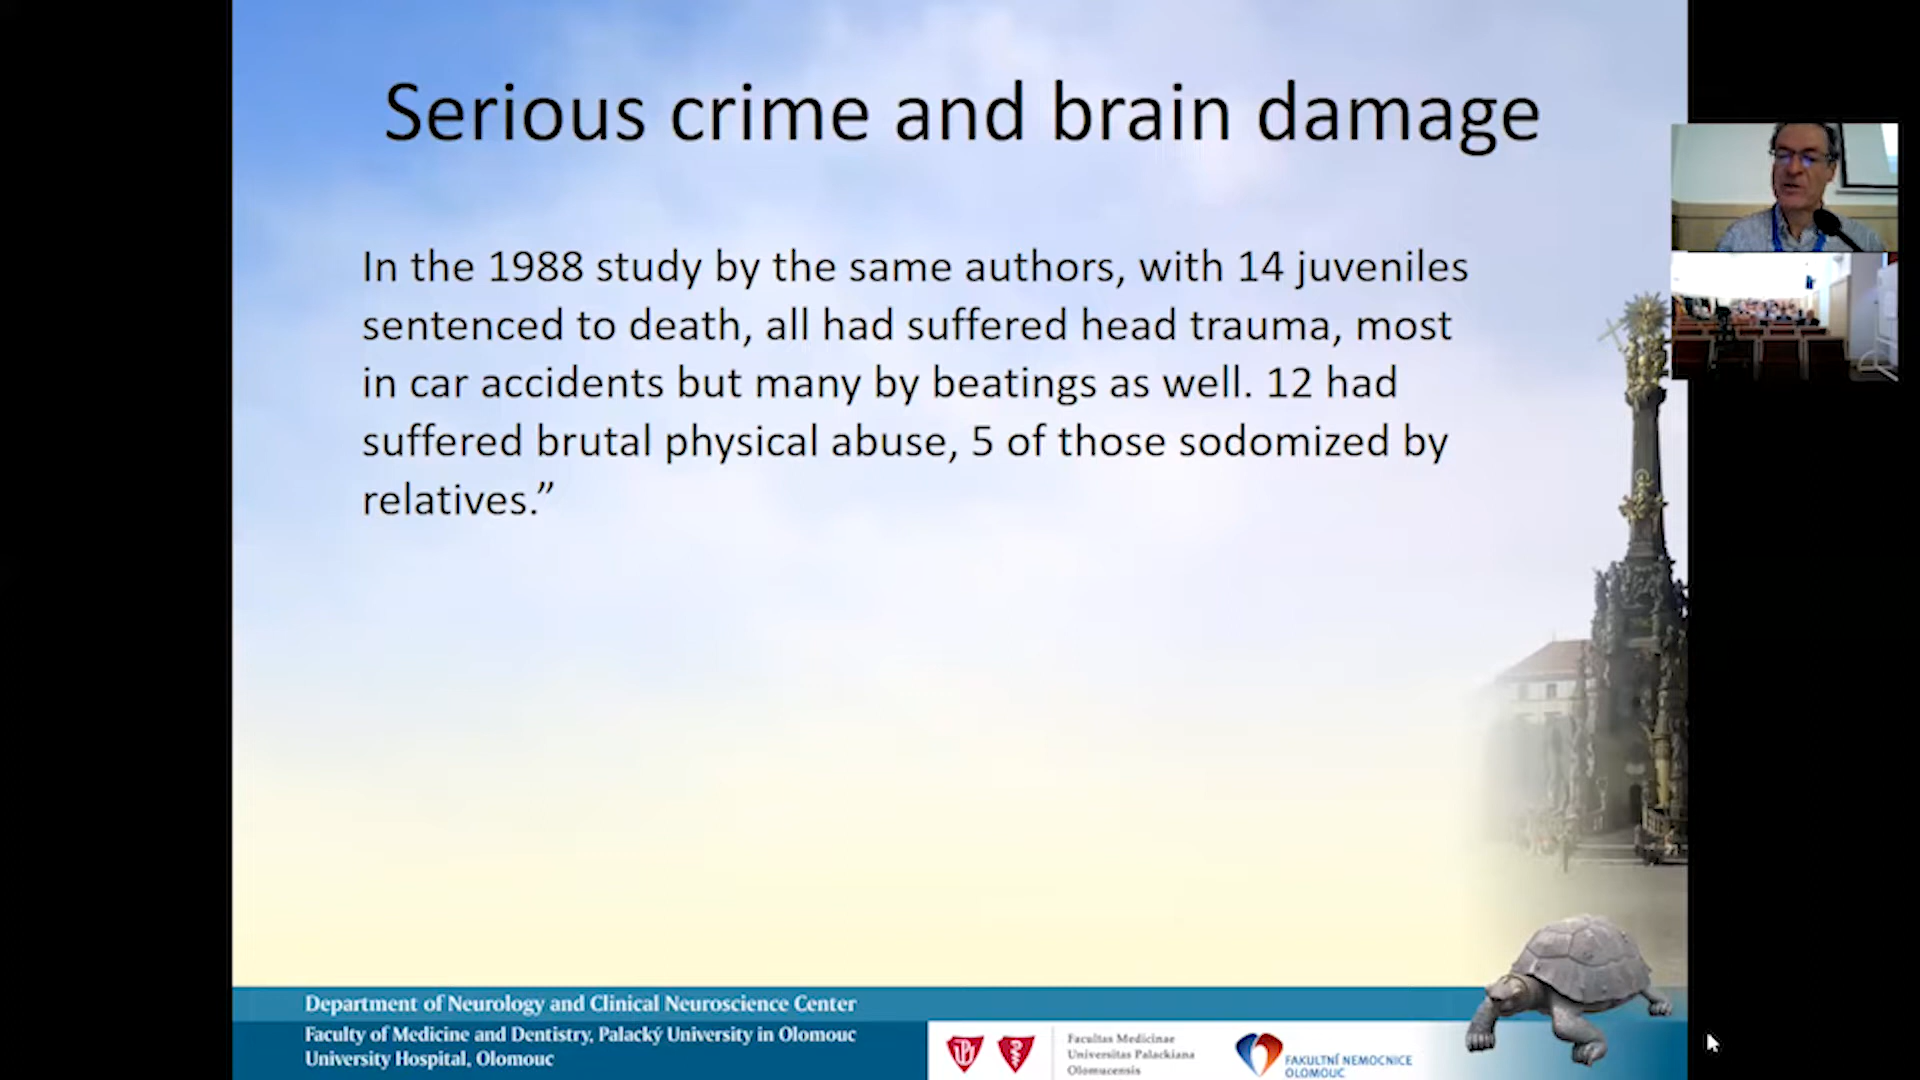 Serious crime and brain damage
In the 1988 study by the same authors, with 14 juveniles
sentenced to death, all had suffered head trauma, most
in car accidents but many by beatings as well. 12 had
suffered brutal physical abuse, 5 of those sodomized by
relatives.”
Department of Neurology and Clinical Neuroscience Center
Faculty of Medicine and Dentistry, Palacký University in Olomouc
University Hospital, Olomouc
Facultas Medicinae
Universitas Palackiana
Olomucensis
FAKULTNÍ NEMOCNICE
OLOMOUC